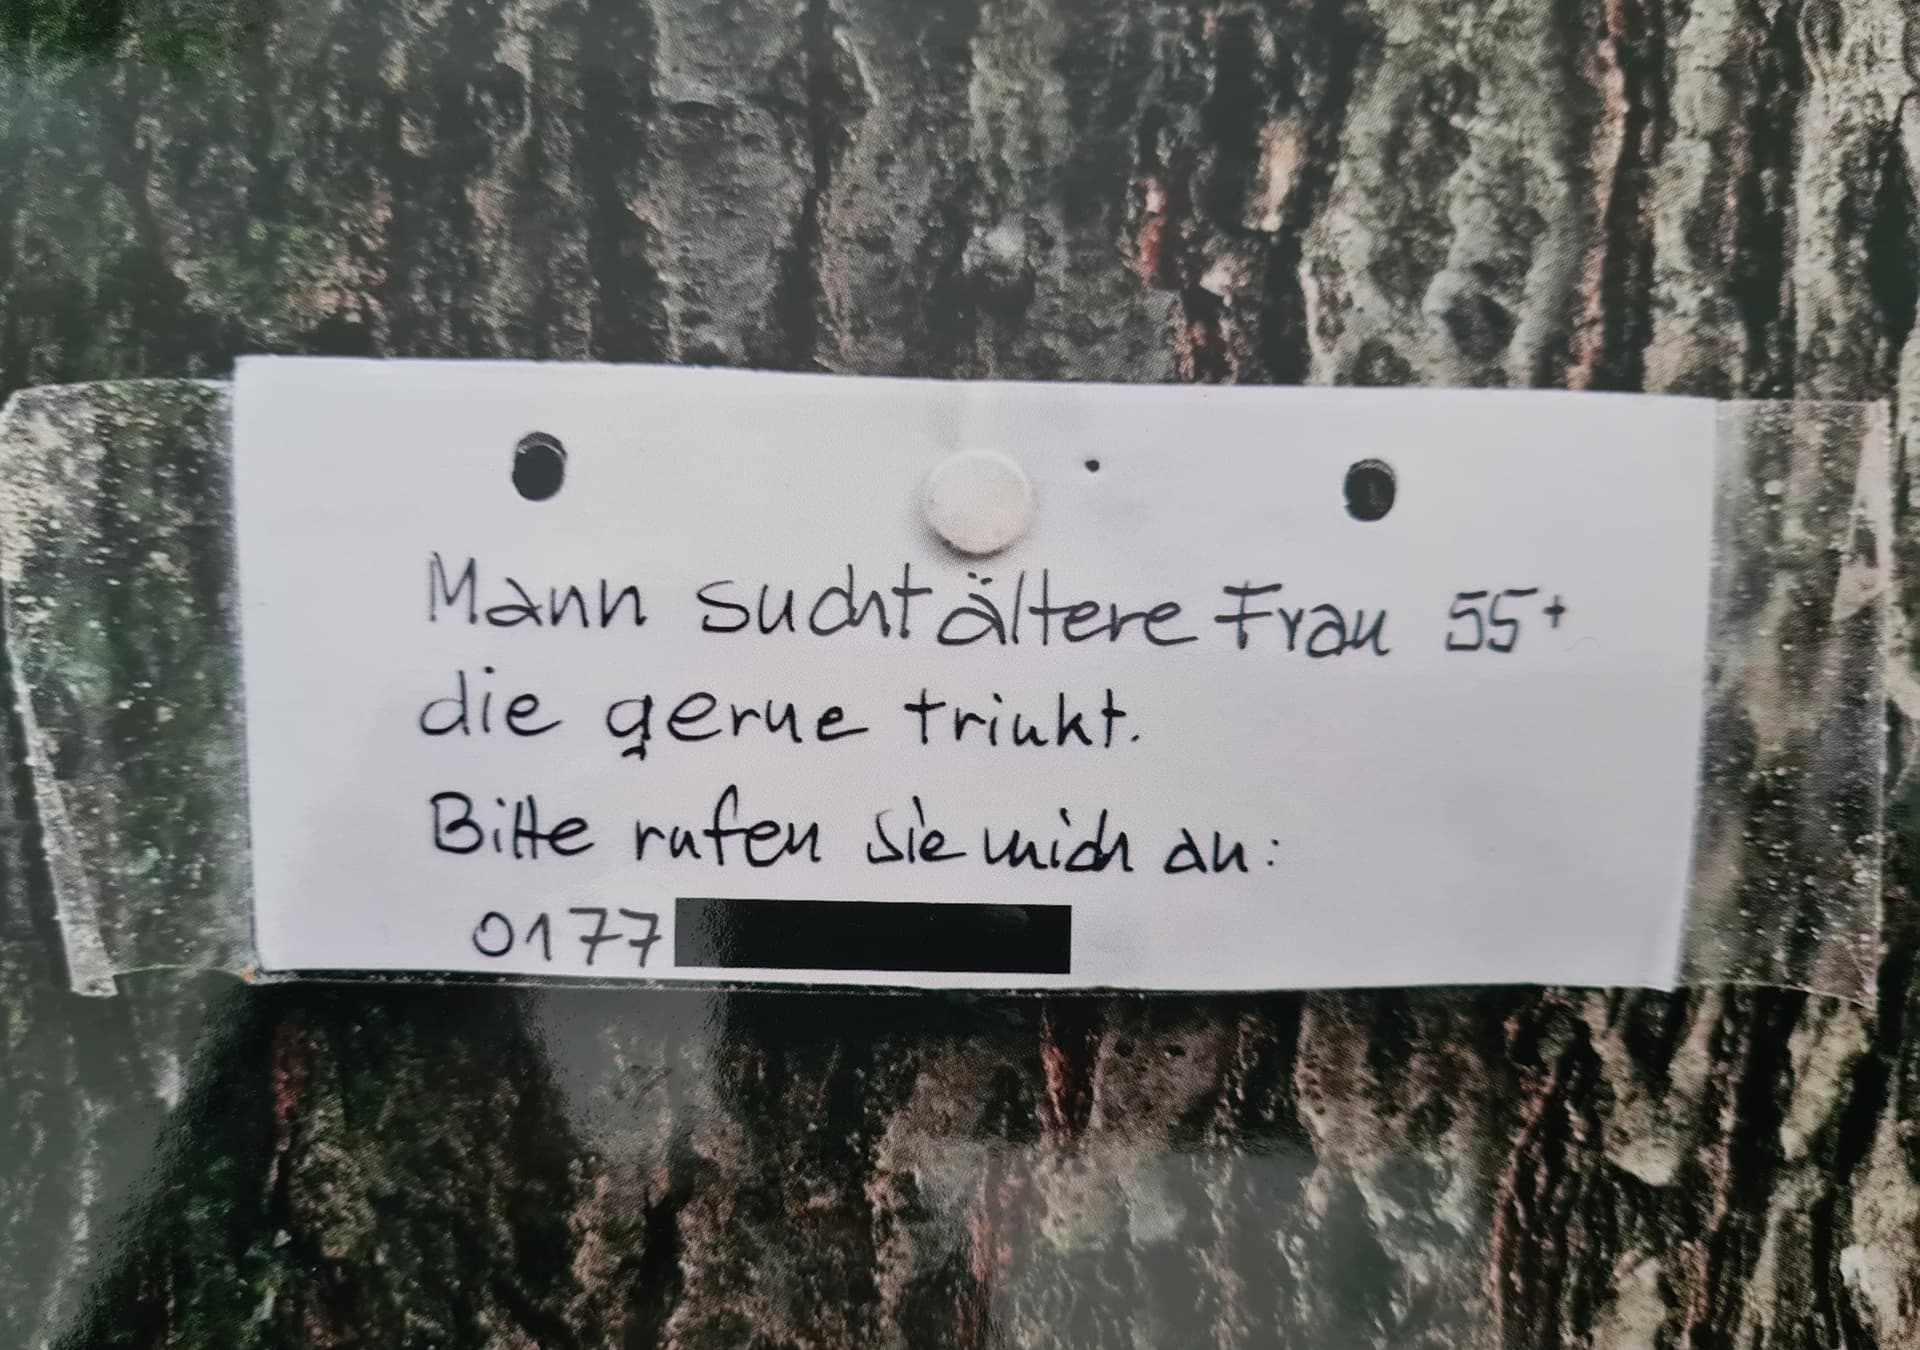 Mann sucht ältere Frau 55+
die gerne trinkt.
Bitte rufen Sie mich an:
0177